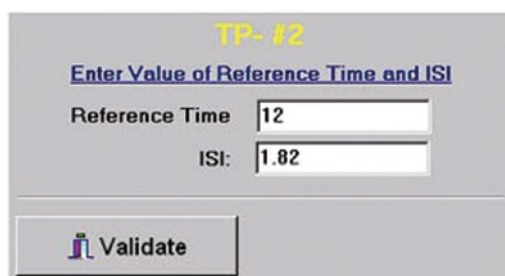 TP- #2
Enter Value of Reference Time and ISI
Reference Time 12
ISI: 1.82
Validate